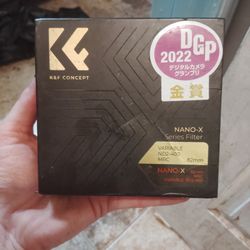 K&F CONCEPT
DGP
2022
デジタルカメラ
グランプリ
金賞
NANO-X
Series Filter
VARIABLE
ND2-400
MRC 82mm
NANO-X